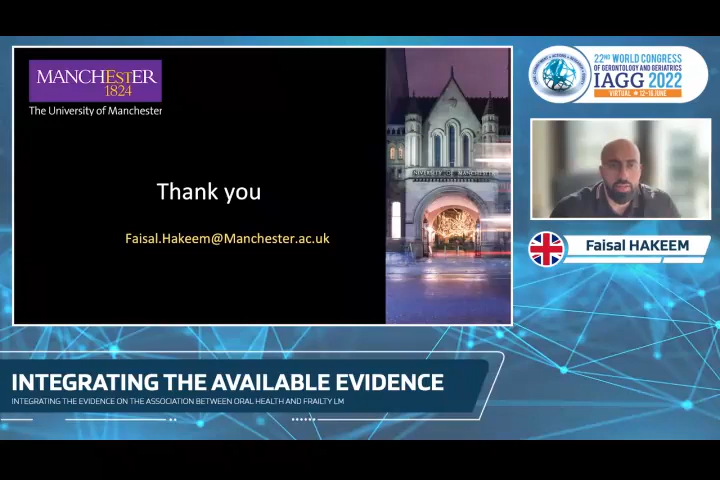 MANCHESTER
1824
The University of Manchester
Thank you
Faisal.Hakeem@Manchester.ac.uk
22ND WORLD CONGRESS
OF GERONTOLOGY AND GERIATRICS
IAGG 2022
VIRTUAL ★ 12-16 JUNE
Faisal HAKEEM
INTEGRATING THE AVAILABLE EVIDENCE
INTEGRATING THE EVIDENCE ON THE ASSOCIATION BETWEEN ORAL HEALTH AND FRAILTY LM